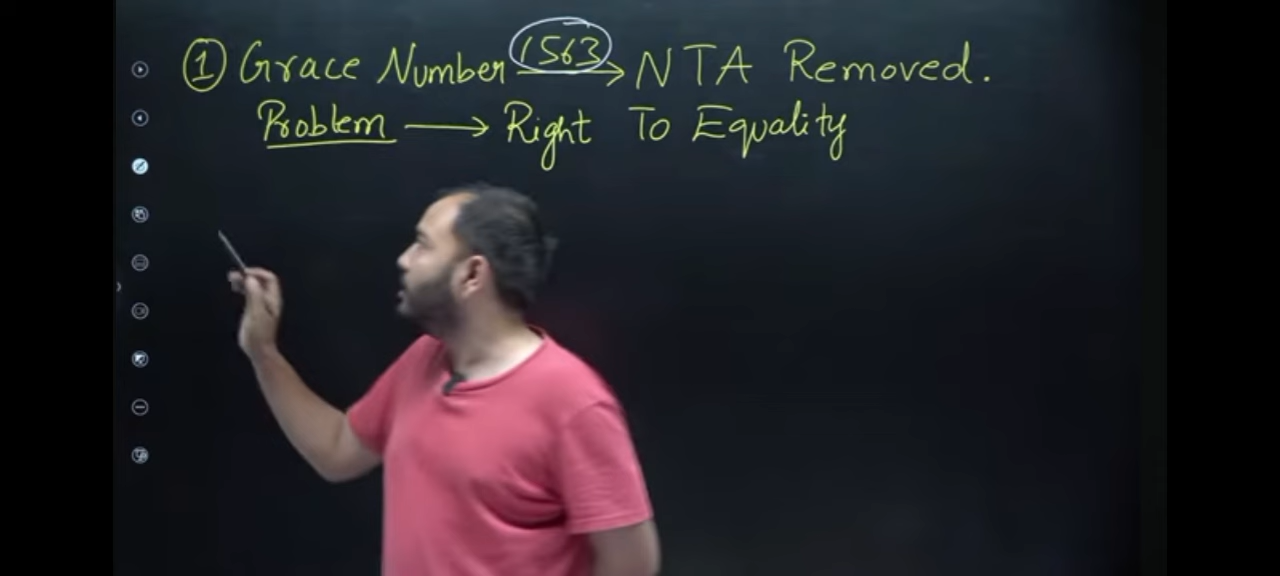 ① Grace Number 1563 → NTA Removed.
Problem → Right To Equality